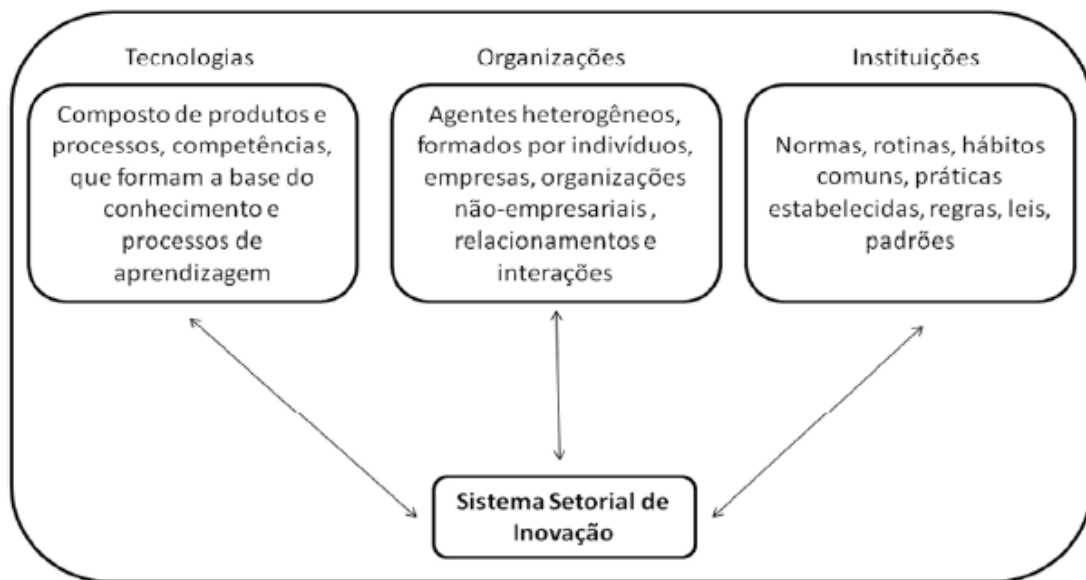 Tecnologias
Composto de produtos e
processos, competências,
que formam a base do
conhecimento e
processos de
aprendizagem
Organizações
Agentes heterogêneos,
formados por indivíduos,
empresas, organizações
não-empresariais ,
relacionamentos e
interações
Instituições
Normas, rotinas, hábitos
comuns, práticas
estabelecidas, regras, leis,
padrões
Sistema Setorial de
Inovação